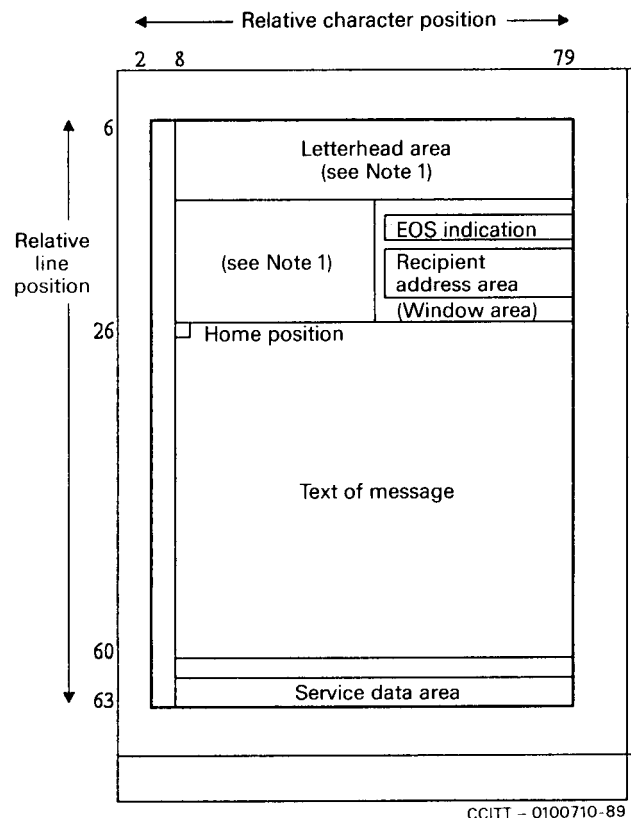 Relative character position
2 8 79
6
Letterhead area
(see Note 1)
EOS indication
Relative
line
position
(see Note 1)
Recipient
address area
(Window area)
26
Home position
Text of message
60
Service data area
63
CCITT – 0100710-89